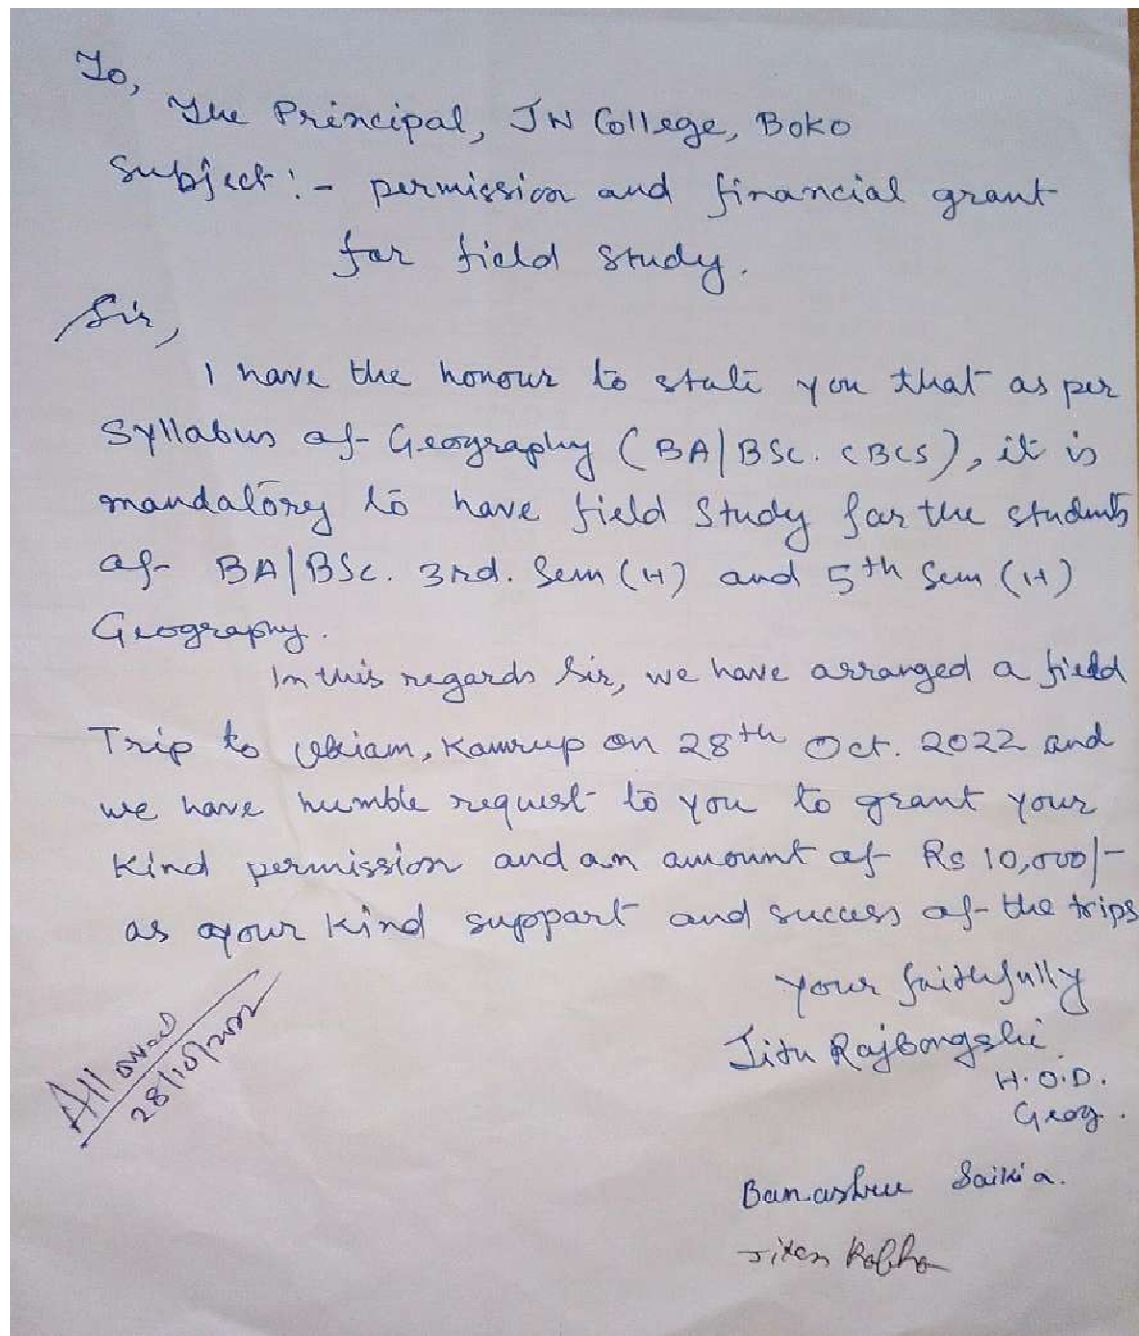 To,
The Principal, JN College, Boko
Subject:- permission and financial grant
for field study.
Sir,
I have the honour to state you that as per
Syllabus of Geography (BA/BSc. CBCS), it is
mandatory to have field study for the students
of BA/BSc. 3rd. Sem (H) and 5th Sem (H)
Geography.
In this regards Sir, we have arranged a field
Trip to Ukiam, Kamrup on 28th Oct. 2022 and
we have humble request to you to grant your
kind permission and an amount of Rs 10,000/-
as your kind support and success of the trips
Your faithfully
Jitu Rajbongshi
H.O.D.
Geog.
Allowed
28/10/2022
Banashree Saikia.
Jiten Rabha